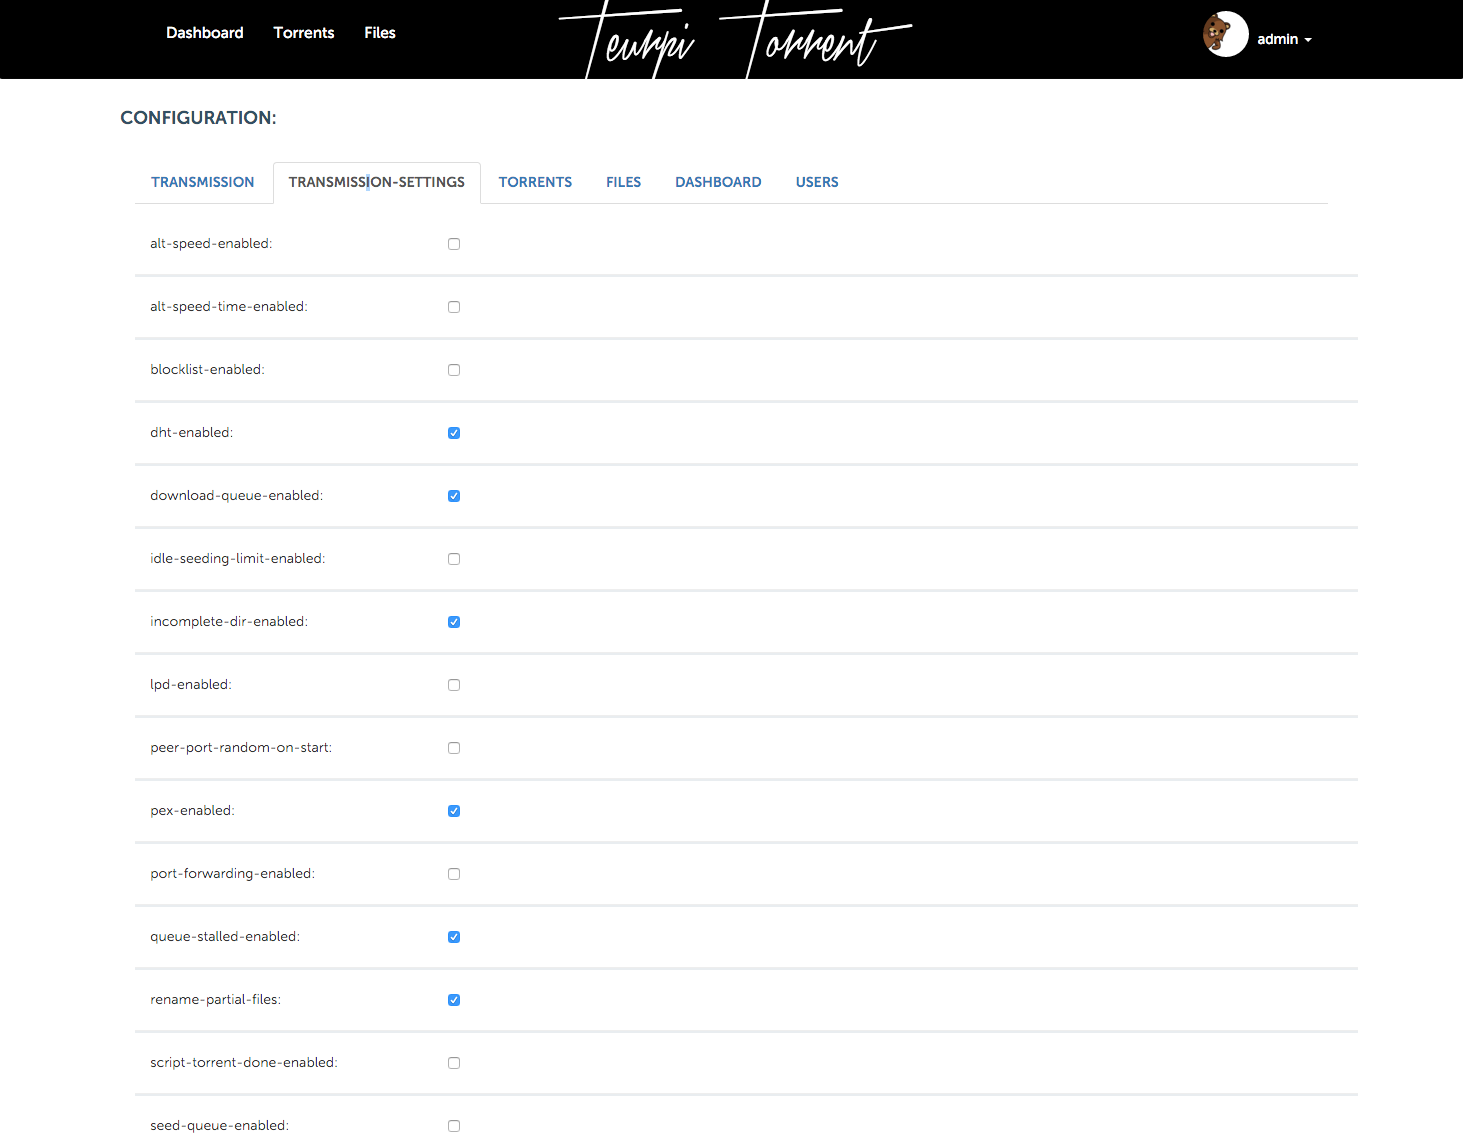 Dashboard Torrents Files Teurpi Torrent admin
CONFIGURATION:
TRANSMISSION TRANSMISSION-SETTINGS TORRENTS FILES DASHBOARD USERS
alt-speed-enabled:
alt-speed-time-enabled:
blocklist-enabled:
dht-enabled:
download-queue-enabled:
idle-seeding-limit-enabled:
incomplete-dir-enabled:
lpd-enabled:
peer-port-random-on-start:
pex-enabled:
port-forwarding-enabled:
queue-stalled-enabled:
rename-partial-files:
script-torrent-done-enabled:
seed-queue-enabled: